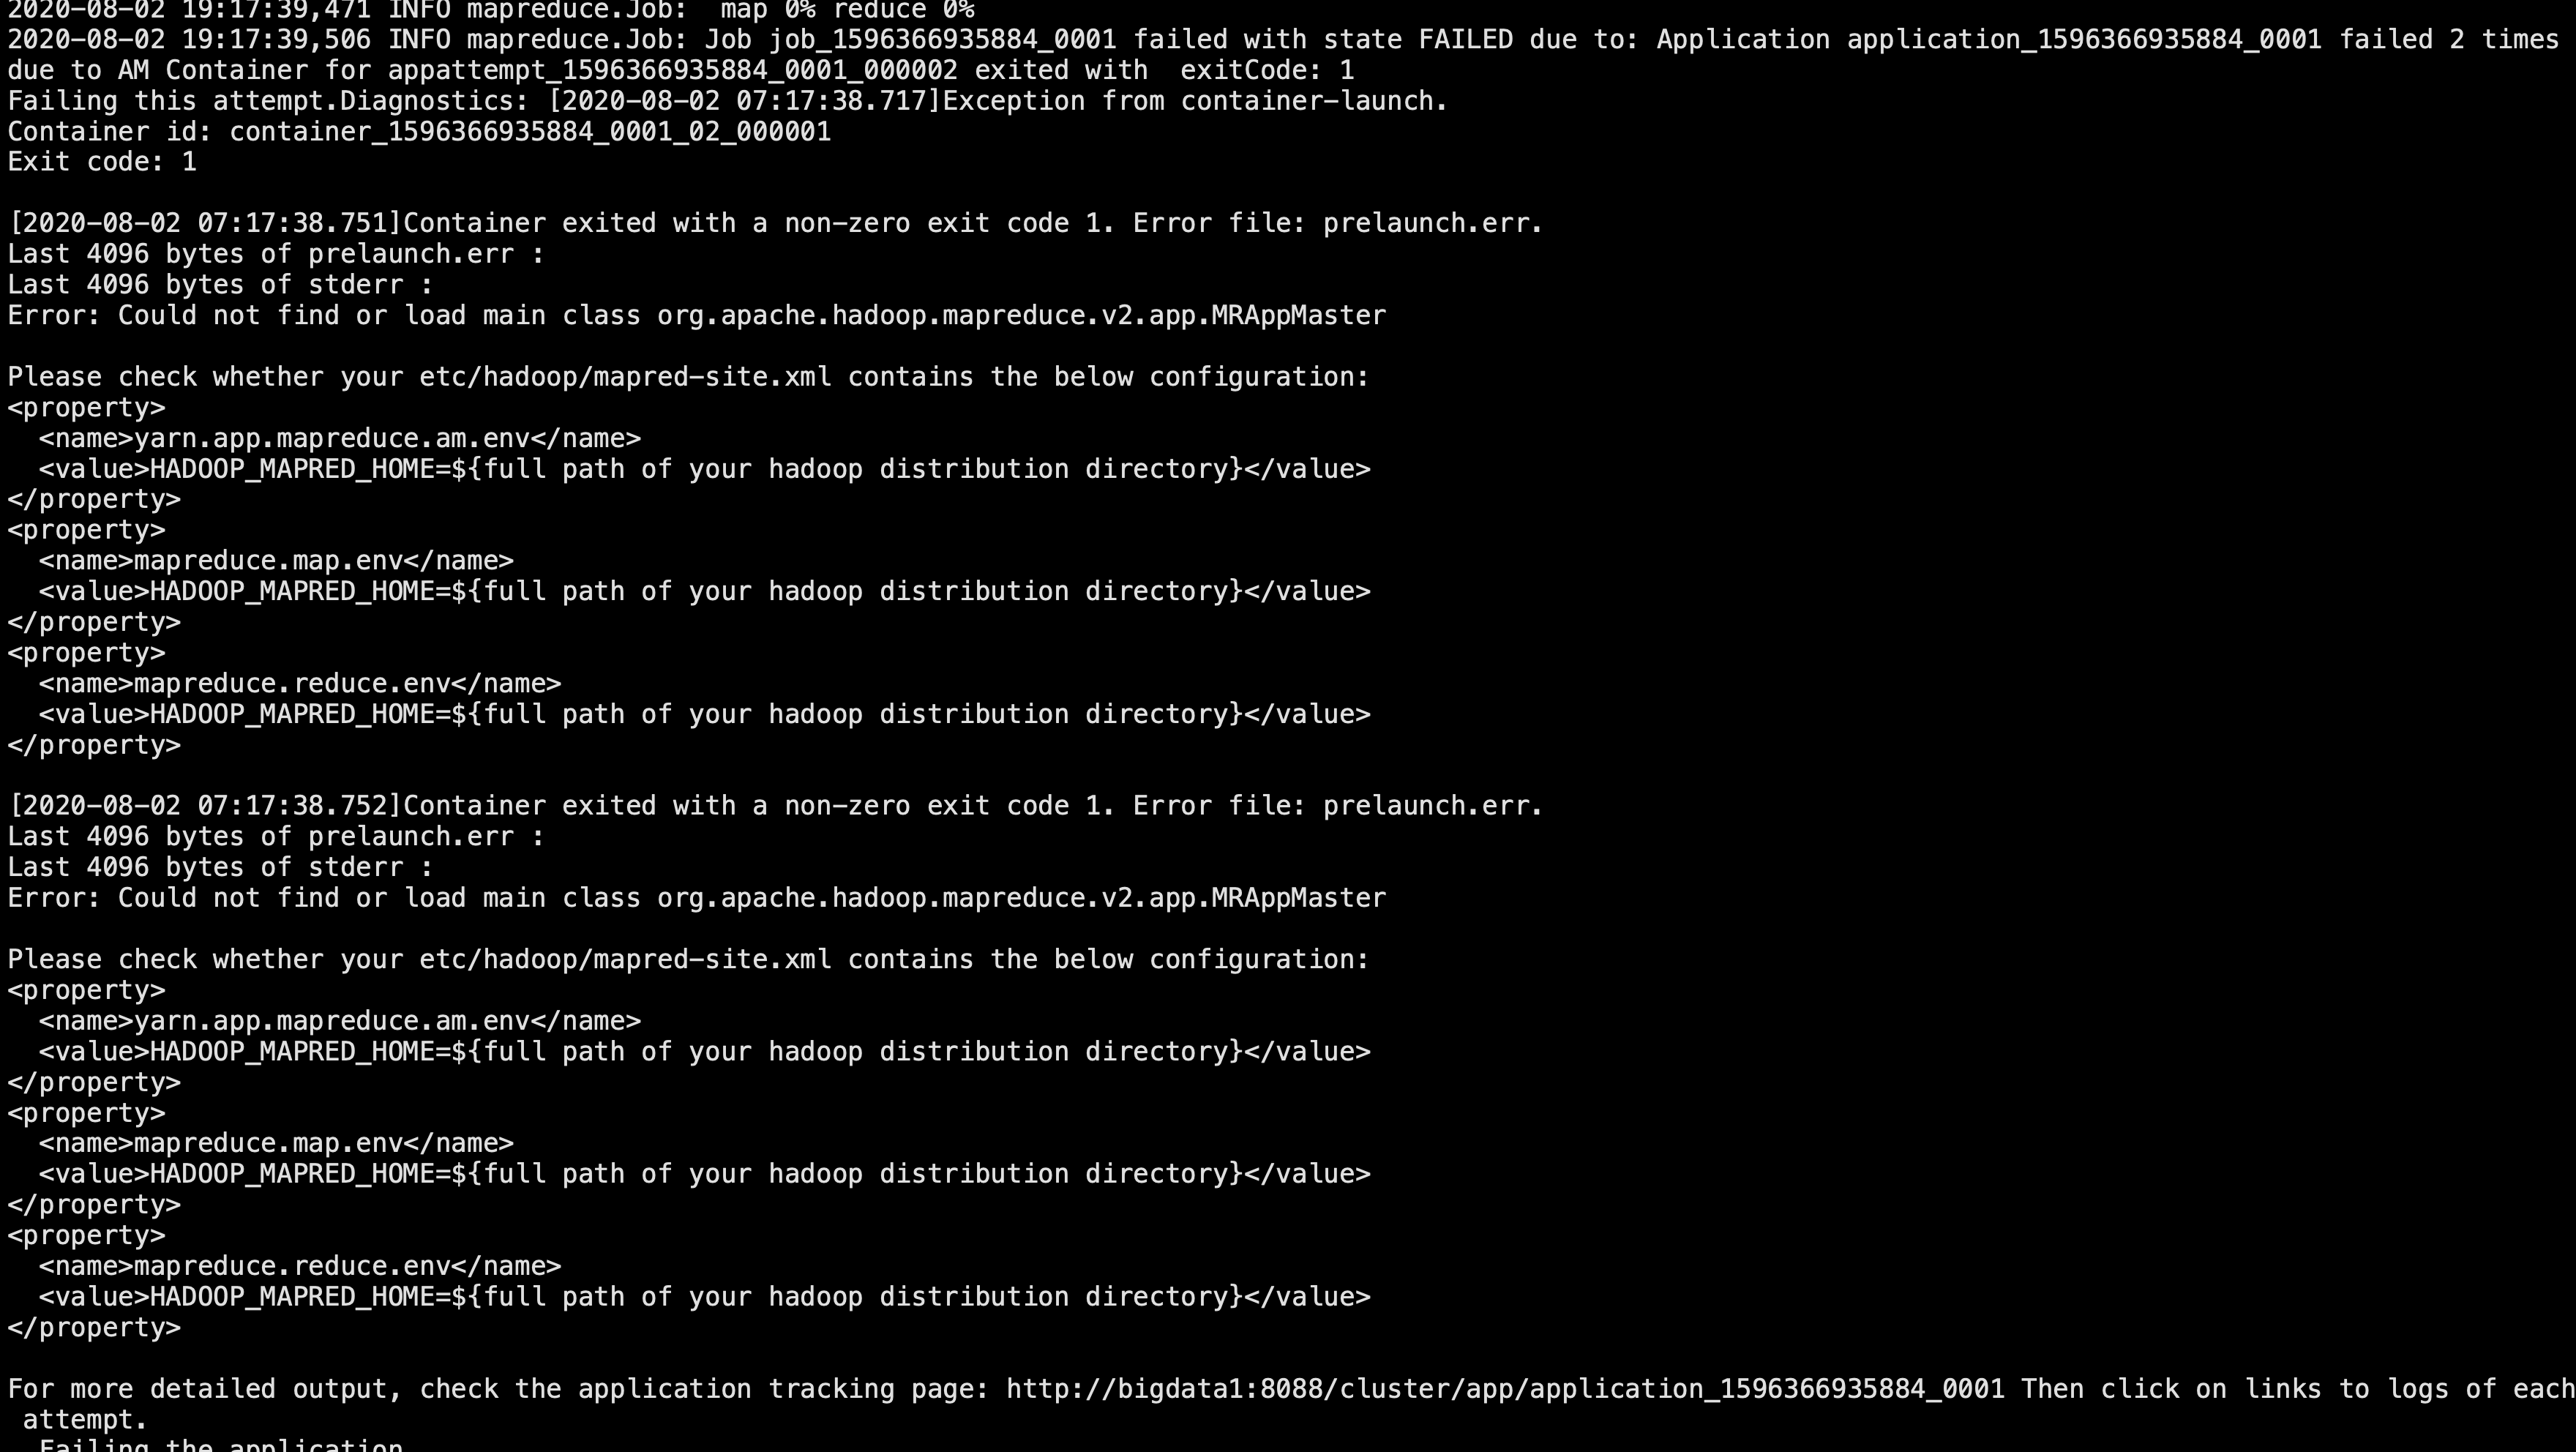 2020-08-02 19:17:39,471 INFO mapreduce.Job:  map 0% reduce 0%
2020-08-02 19:17:39,506 INFO mapreduce.Job: Job job_1596366935884_0001 failed with state FAILED due to: Application application_1596366935884_0001 failed 2 times
due to AM Container for appattempt_1596366935884_0001_000002 exited with  exitCode: 1
Failing this attempt.Diagnostics: [2020-08-02 07:17:38.717]Exception from container-launch.
Container id: container_1596366935884_0001_02_000001
Exit code: 1

[2020-08-02 07:17:38.751]Container exited with a non-zero exit code 1. Error file: prelaunch.err.
Last 4096 bytes of prelaunch.err :
Last 4096 bytes of stderr :
Error: Could not find or load main class org.apache.hadoop.mapreduce.v2.app.MRAppMaster

Please check whether your etc/hadoop/mapred-site.xml contains the below configuration:
<property>
  <name>yarn.app.mapreduce.am.env</name>
  <value>HADOOP_MAPRED_HOME=${full path of your hadoop distribution directory}</value>
</property>
<property>
  <name>mapreduce.map.env</name>
  <value>HADOOP_MAPRED_HOME=${full path of your hadoop distribution directory}</value>
</property>
<property>
  <name>mapreduce.reduce.env</name>
  <value>HADOOP_MAPRED_HOME=${full path of your hadoop distribution directory}</value>
</property>

[2020-08-02 07:17:38.752]Container exited with a non-zero exit code 1. Error file: prelaunch.err.
Last 4096 bytes of prelaunch.err :
Last 4096 bytes of stderr :
Error: Could not find or load main class org.apache.hadoop.mapreduce.v2.app.MRAppMaster

Please check whether your etc/hadoop/mapred-site.xml contains the below configuration:
<property>
  <name>yarn.app.mapreduce.am.env</name>
  <value>HADOOP_MAPRED_HOME=${full path of your hadoop distribution directory}</value>
</property>
<property>
  <name>mapreduce.map.env</name>
  <value>HADOOP_MAPRED_HOME=${full path of your hadoop distribution directory}</value>
</property>
<property>
  <name>mapreduce.reduce.env</name>
  <value>HADOOP_MAPRED_HOME=${full path of your hadoop distribution directory}</value>
</property>

For more detailed output, check the application tracking page: http://bigdata1:8088/cluster/app/application_1596366935884_0001 Then click on links to logs of each
 attempt.
. Failing the application.